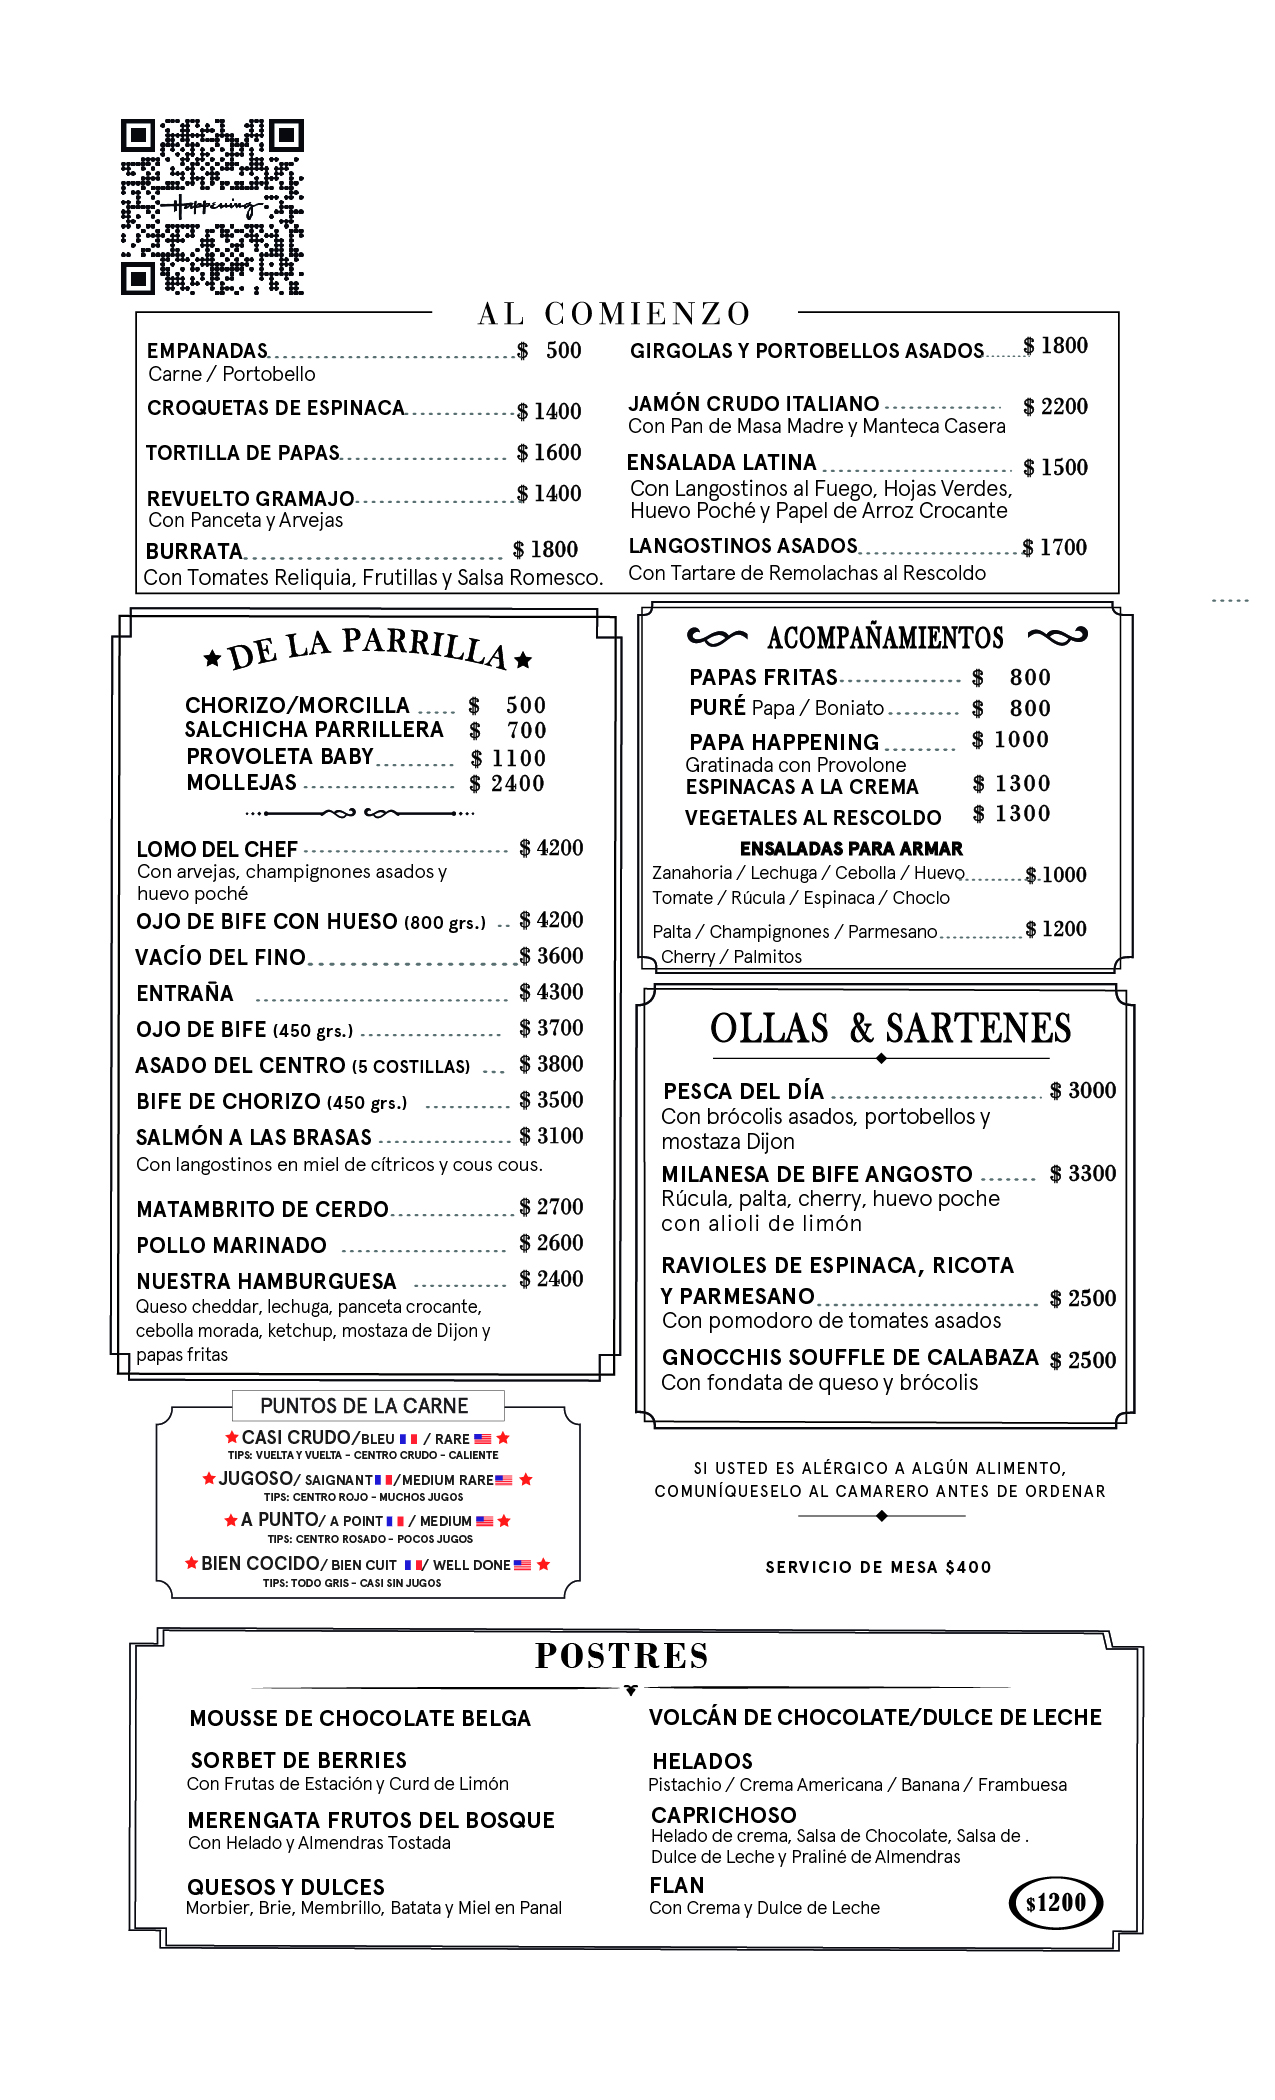 Happening
AL COMIENZO
EMPANADAS $ 500
Carne / Portobello
CROQUETAS DE ESPINACA $ 1400
TORTILLA DE PAPAS $ 1600
REVUELTO GRAMAJO $ 1400
Con Panceta y Arvejas
BURRATA $ 1800
Con Tomates Reliquia, Frutillas y Salsa Romesco.
GIRGOLAS Y PORTOBELLOS ASADOS $ 1800
JAMÓN CRUDO ITALIANO $ 2200
Con Pan de Masa Madre y Manteca Casera
ENSALADA LATINA $ 1500
Con Langostinos al Fuego, Hojas Verdes,
Huevo Poché y Papel de Arroz Crocante
LANGOSTINOS ASADOS $ 1700
Con Tartare de Remolachas al Rescoldo
DE LA PARRILLA
CHORIZO/MORCILLA $ 500
SALCHICHA PARRILLERA $ 700
PROVOLETA BABY $ 1100
MOLLEJAS $ 2400
LOMO DEL CHEF $ 4200
Con arvejas, champignones asados y
huevo poché
OJO DE BIFE CON HUESO (800 grs.) $ 4200
VACÍO DEL FINO $ 3600
ENTRAÑA $ 4300
OJO DE BIFE (450 grs.) $ 3700
ASADO DEL CENTRO (5 COSTILLAS) $ 3800
BIFE DE CHORIZO (450 grs.) $ 3500
SALMÓN A LAS BRASAS $ 3100
Con langostinos en miel de cítricos y cous cous.
MATAMBRITO DE CERDO $ 2700
POLLO MARINADO $ 2600
NUESTRA HAMBURGUESA $ 2400
Queso cheddar, lechuga, panceta crocante,
cebolla morada, ketchup, mostaza de Dijon y
papas fritas
ACOMPAÑAMIENTOS
PAPAS FRITAS $ 800
PURÉ Papa / Boniato $ 800
PAPA HAPPENING $ 1000
Gratinada con Provolone
ESPINACAS A LA CREMA $ 1300
VEGETALES AL RESCOLDO $ 1300
ENSALADAS PARA ARMAR
Zanahoria / Lechuga / Cebolla / Huevo $ 1000
Tomate / Rúcula / Espinaca / Choclo
Palta / Champignones / Parmesano $ 1200
Cherry / Palmitos
OLLAS & SARTENES
PESCA DEL DÍA $ 3000
Con brócolis asados, portobellos y
mostaza Dijon
MILANESA DE BIFE ANGOSTO $ 3300
Rúcula, palta, cherry, huevo poche
con alioli de limón
RAVIOLES DE ESPINACA, RICOTA
Y PARMESANO $ 2500
Con pomodoro de tomates asados
GNOCCHIS SOUFFLE DE CALABAZA $ 2500
Con fondata de queso y brócolis
PUNTOS DE LA CARNE
CASI CRUDO/BLEU / RARE
TIPS: VUELTA Y VUELTA - CENTRO CRUDO - CALIENTE
JUGOSO/ SAIGNANT/MEDIUM RARE
TIPS: CENTRO ROJO - MUCHOS JUGOS
A PUNTO/ A POINT / MEDIUM
TIPS: CENTRO ROSADO - POCOS JUGOS
BIEN COCIDO/ BIEN CUIT / WELL DONE
TIPS: TODO GRIS - CASI SIN JUGOS
SI USTED ES ALÉRGICO A ALGÚN ALIMENTO,
COMUNÍQUESELO AL CAMARERO ANTES DE ORDENAR
SERVICIO DE MESA $400
POSTRES
MOUSSE DE CHOCOLATE BELGA
SORBET DE BERRIES
Con Frutas de Estación y Curd de Limón
MERENGATA FRUTOS DEL BOSQUE
Con Helado y Almendras Tostada
QUESOS Y DULCES
Morbier, Brie, Membrillo, Batata y Miel en Panal
VOLCÁN DE CHOCOLATE/DULCE DE LECHE
HELADOS
Pistachio / Crema Americana / Banana / Frambuesa
CAPRICHOSO
Helado de crema, Salsa de Chocolate, Salsa de .
Dulce de Leche y Praliné de Almendras
FLAN
Con Crema y Dulce de Leche
$1200